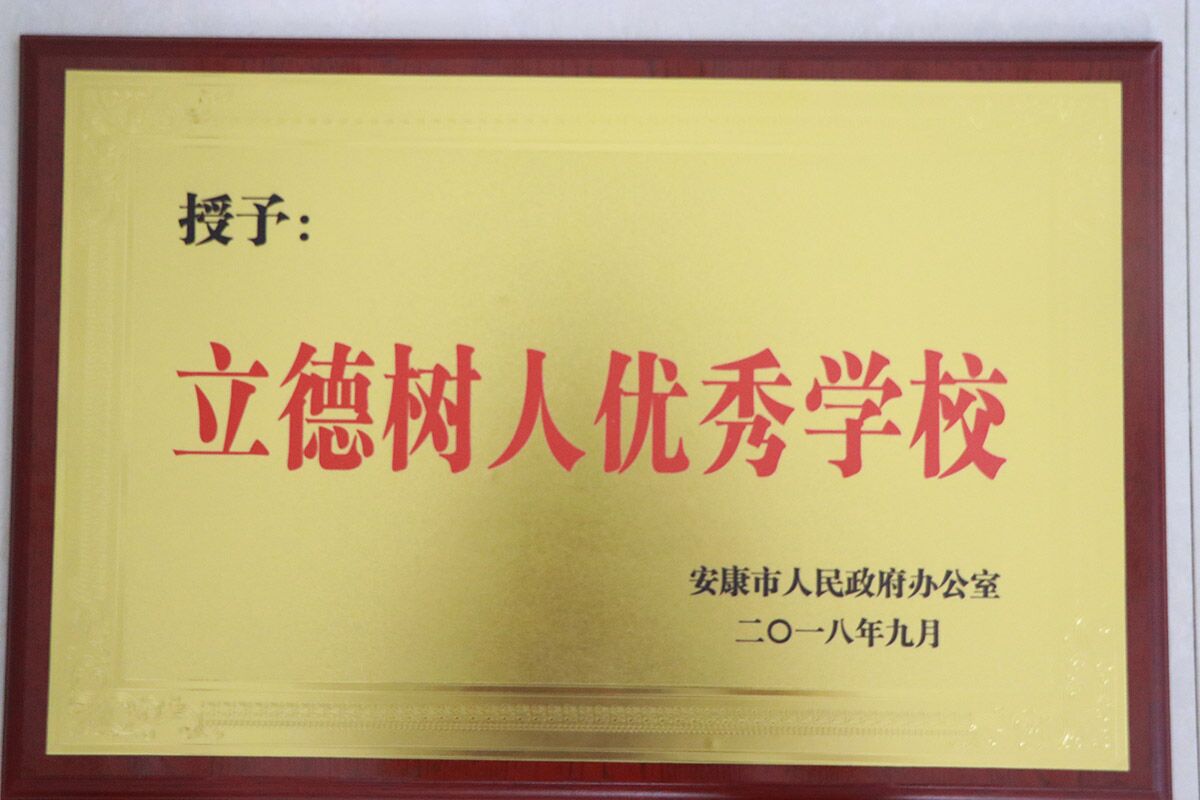 授予：
立德树人优秀学校
安康市人民政府办公室
二〇一八年九月